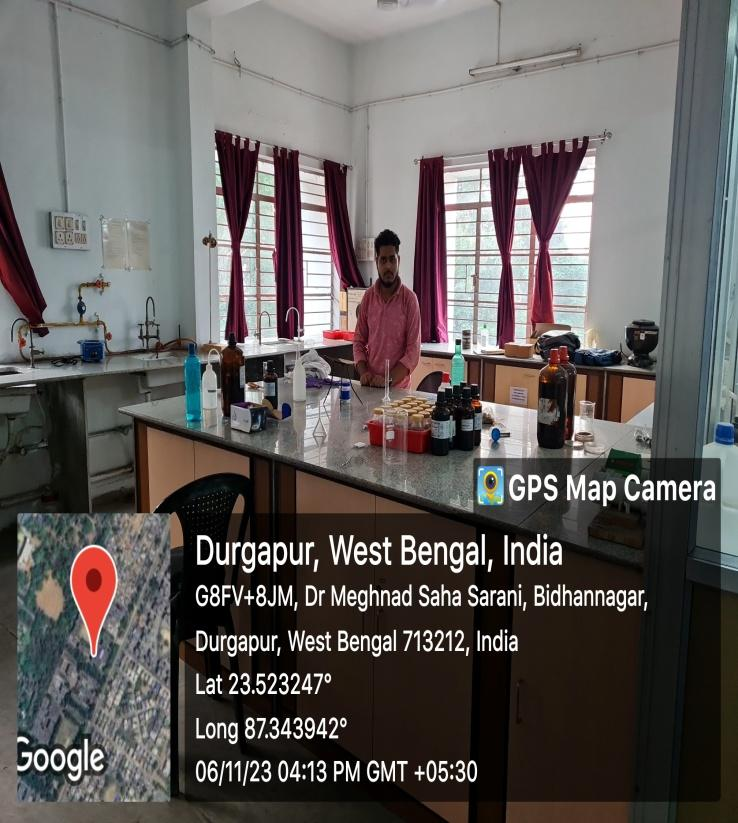 GPS Map Camera
Durgapur, West Bengal, India
G8FV+8JM, Dr Meghnad Saha Sarani, Bidhannagar,
Durgapur, West Bengal 713212, India
Lat 23.523247°
Long 87.343942°
06/11/23 04:13 PM GMT +05:30
Google